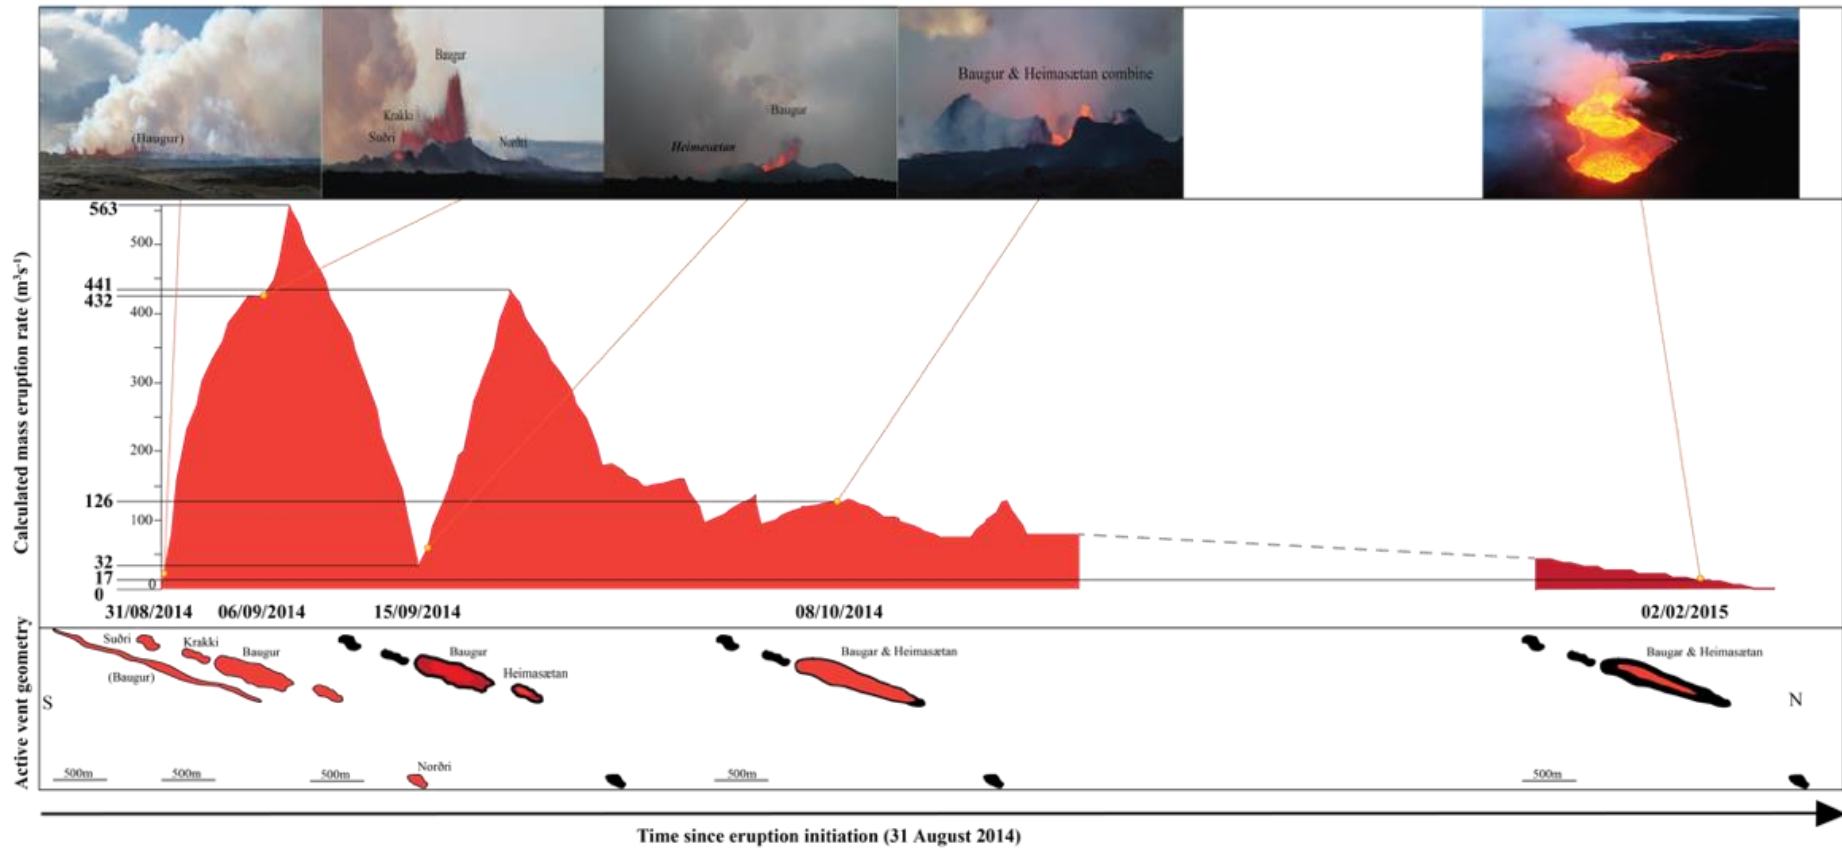 (Baugur)
Baugur
Krakki
Suðri
Norðri
Baugur
Heimasætan
Baugur & Heimasætan combine
Calculated mass eruption rate (m³s⁻¹)
563
500
441
432
400
300
200
126
100
32
17
0
0
31/08/2014 06/09/2014 15/09/2014 08/10/2014 02/02/2015
Active vent geometry
Suðri
Krakki
Baugur
(Baugur)
Baugur
Heimasætan
Baugar & Heimasætan
Baugar & Heimasætan
S
N
Norðri
500m 500m 500m 500m 500m
Time since eruption initiation (31 August 2014)